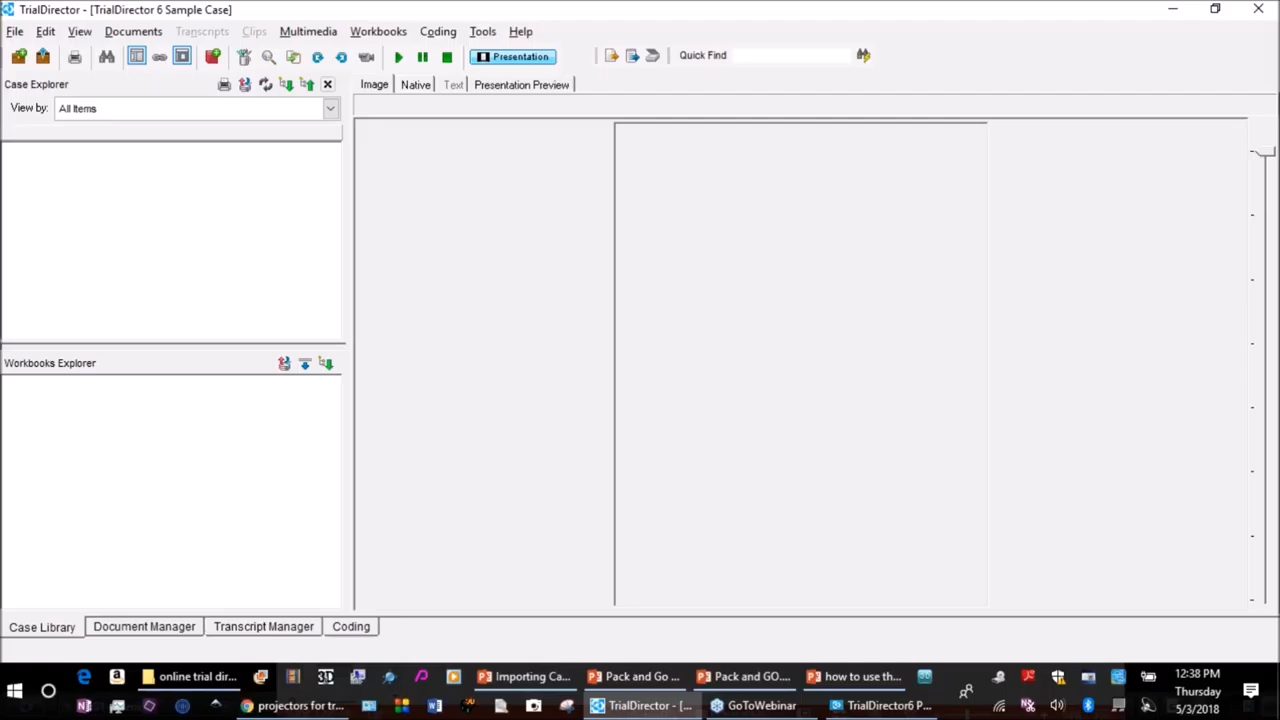 TrialDirector - [TrialDirector 6 Sample Case]
File Edit View Documents Transcripts Clips Multimedia Workbooks Coding Tools Help
Presentation Quick Find
Case Explorer
Image Native Text Presentation Preview
View by: All Items
Workbooks Explorer
Case Library Document Manager Transcript Manager Coding
online trial dir... Importing Ca... Pack and Go ... Pack and GO.... how to use th... 12:38 PM
Thursday
projectors for tr... TrialDirector - [... GoToWebinar TrialDirector6 P... 5/3/2018